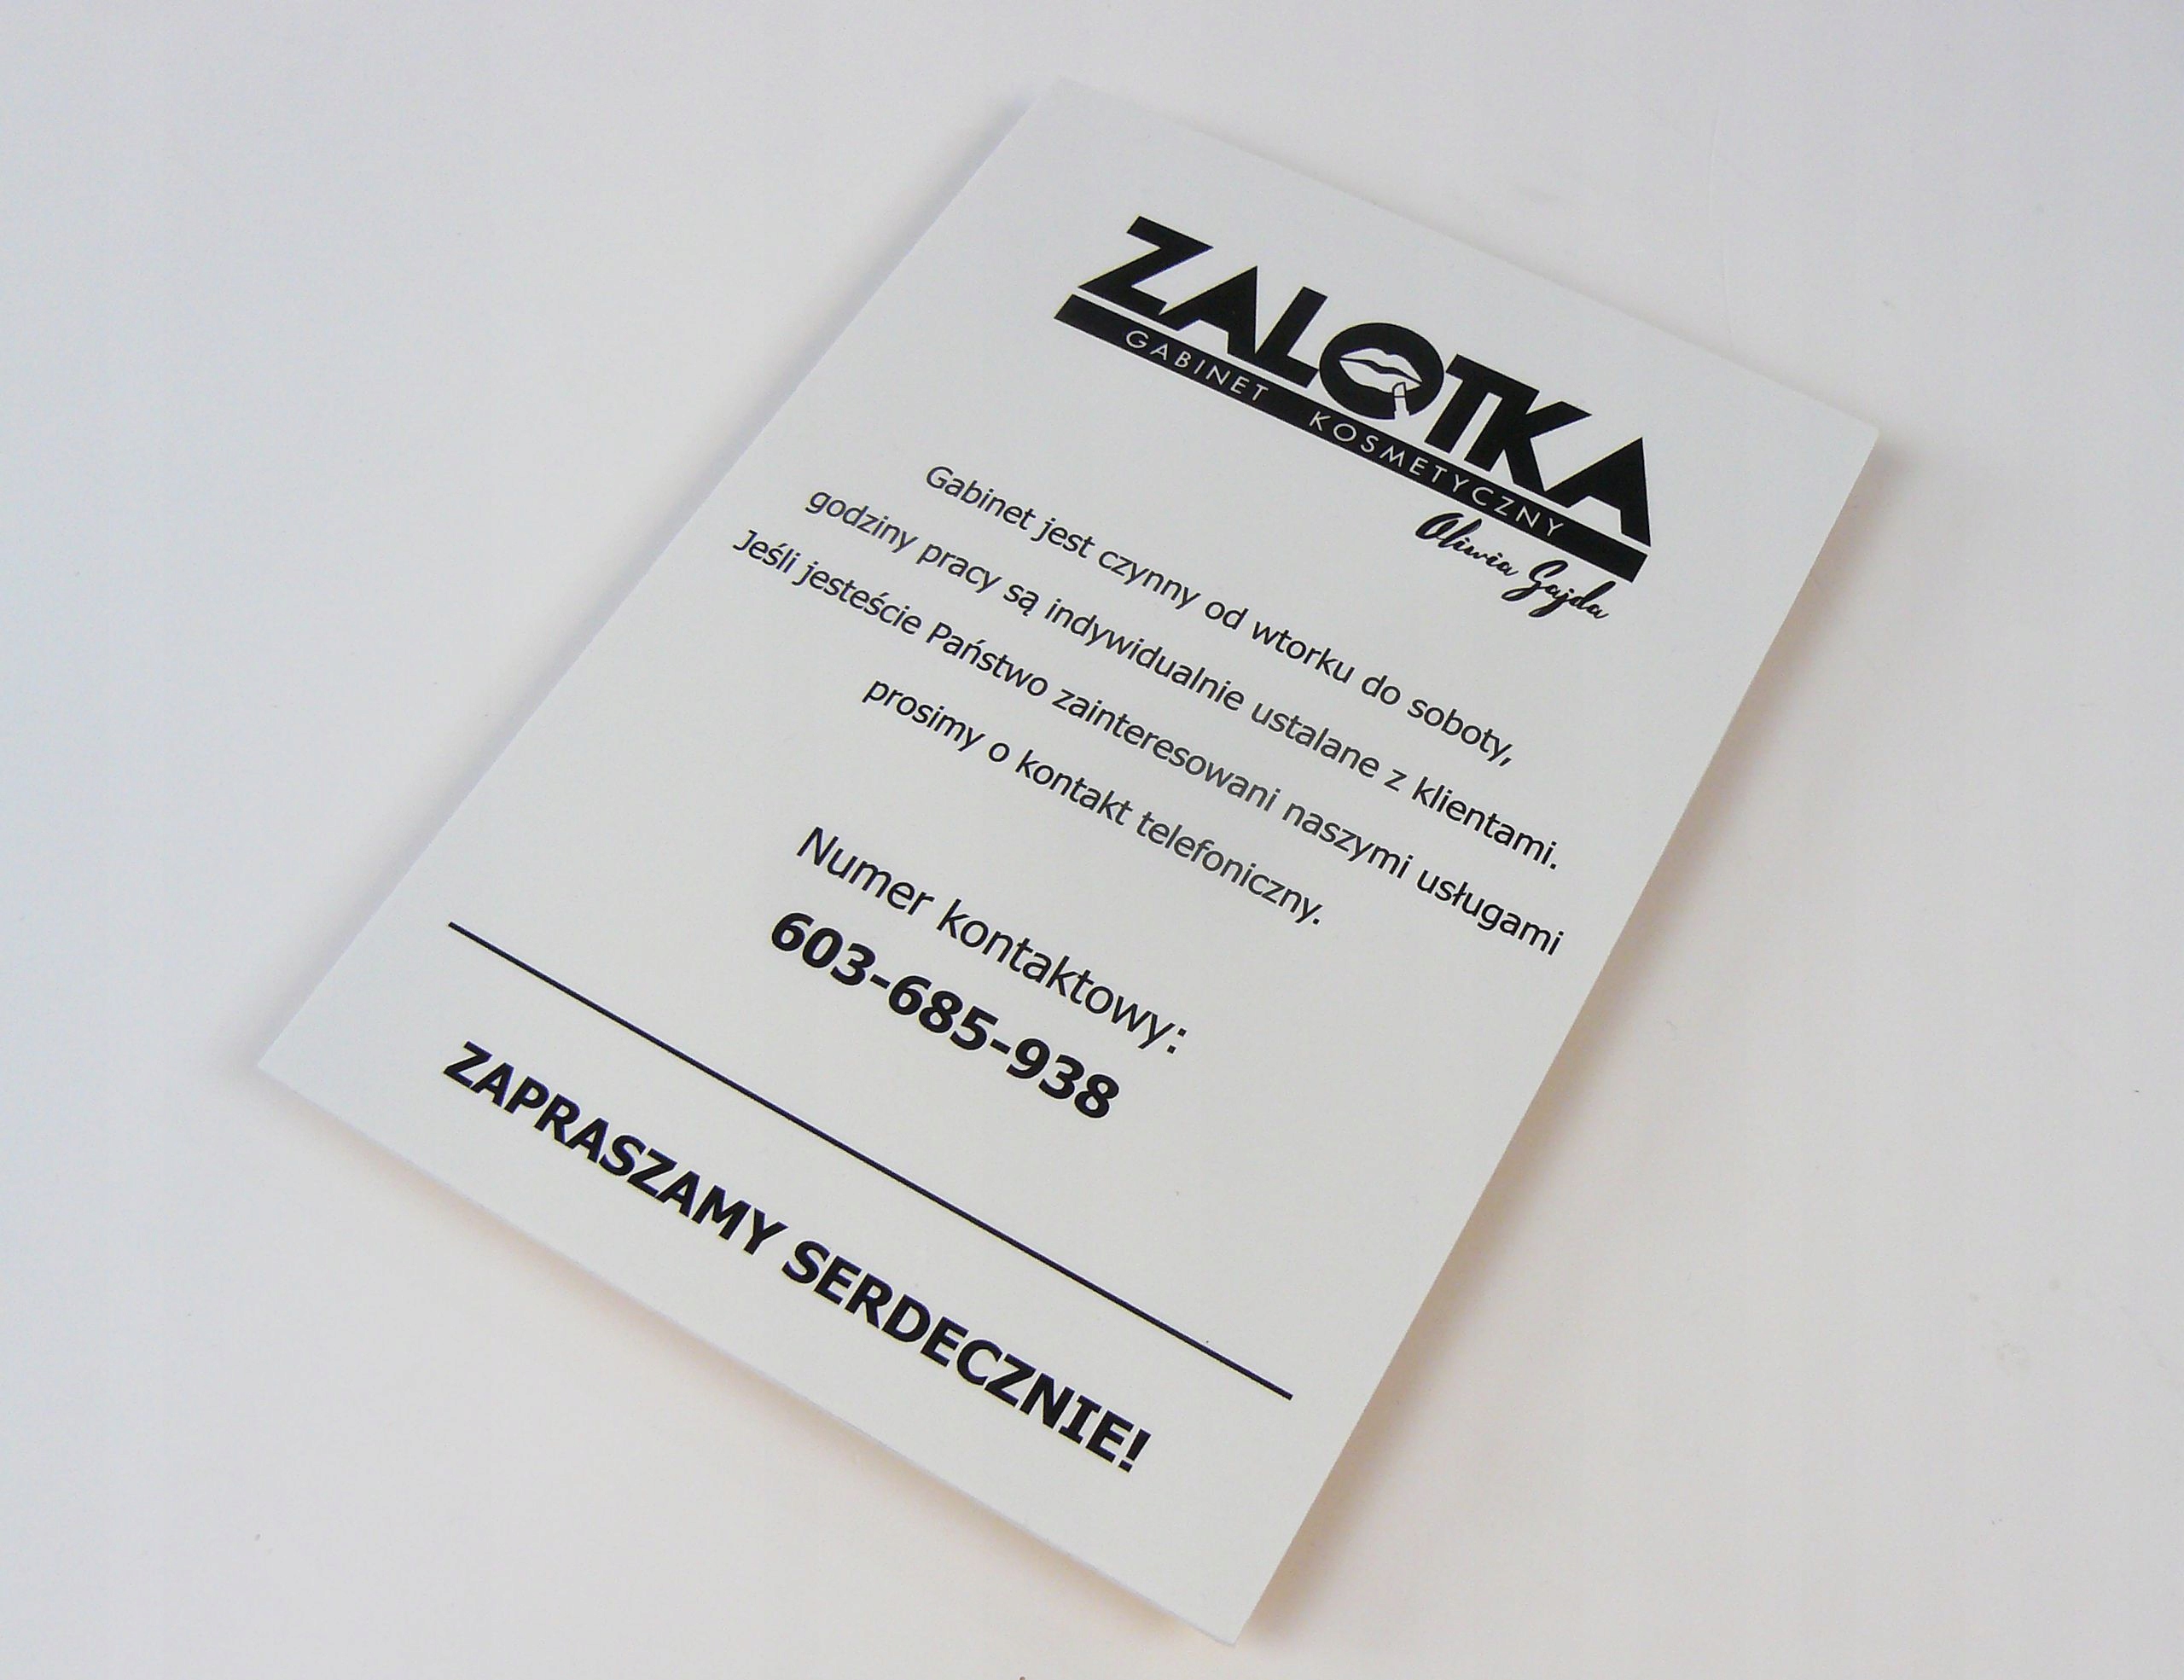 ZALOTKA
GABINET KOSMETYCZNY
Oliwia Gajda
Gabinet jest czynny od wtorku do soboty,
godziny pracy są indywidualnie ustalane z klientami.
Jeśli jesteście Państwo zainteresowani naszymi usługami
prosimy o kontakt telefoniczny.
Numer kontaktowy:
603-685-938
ZAPRASZAMY SERDECZNIE!